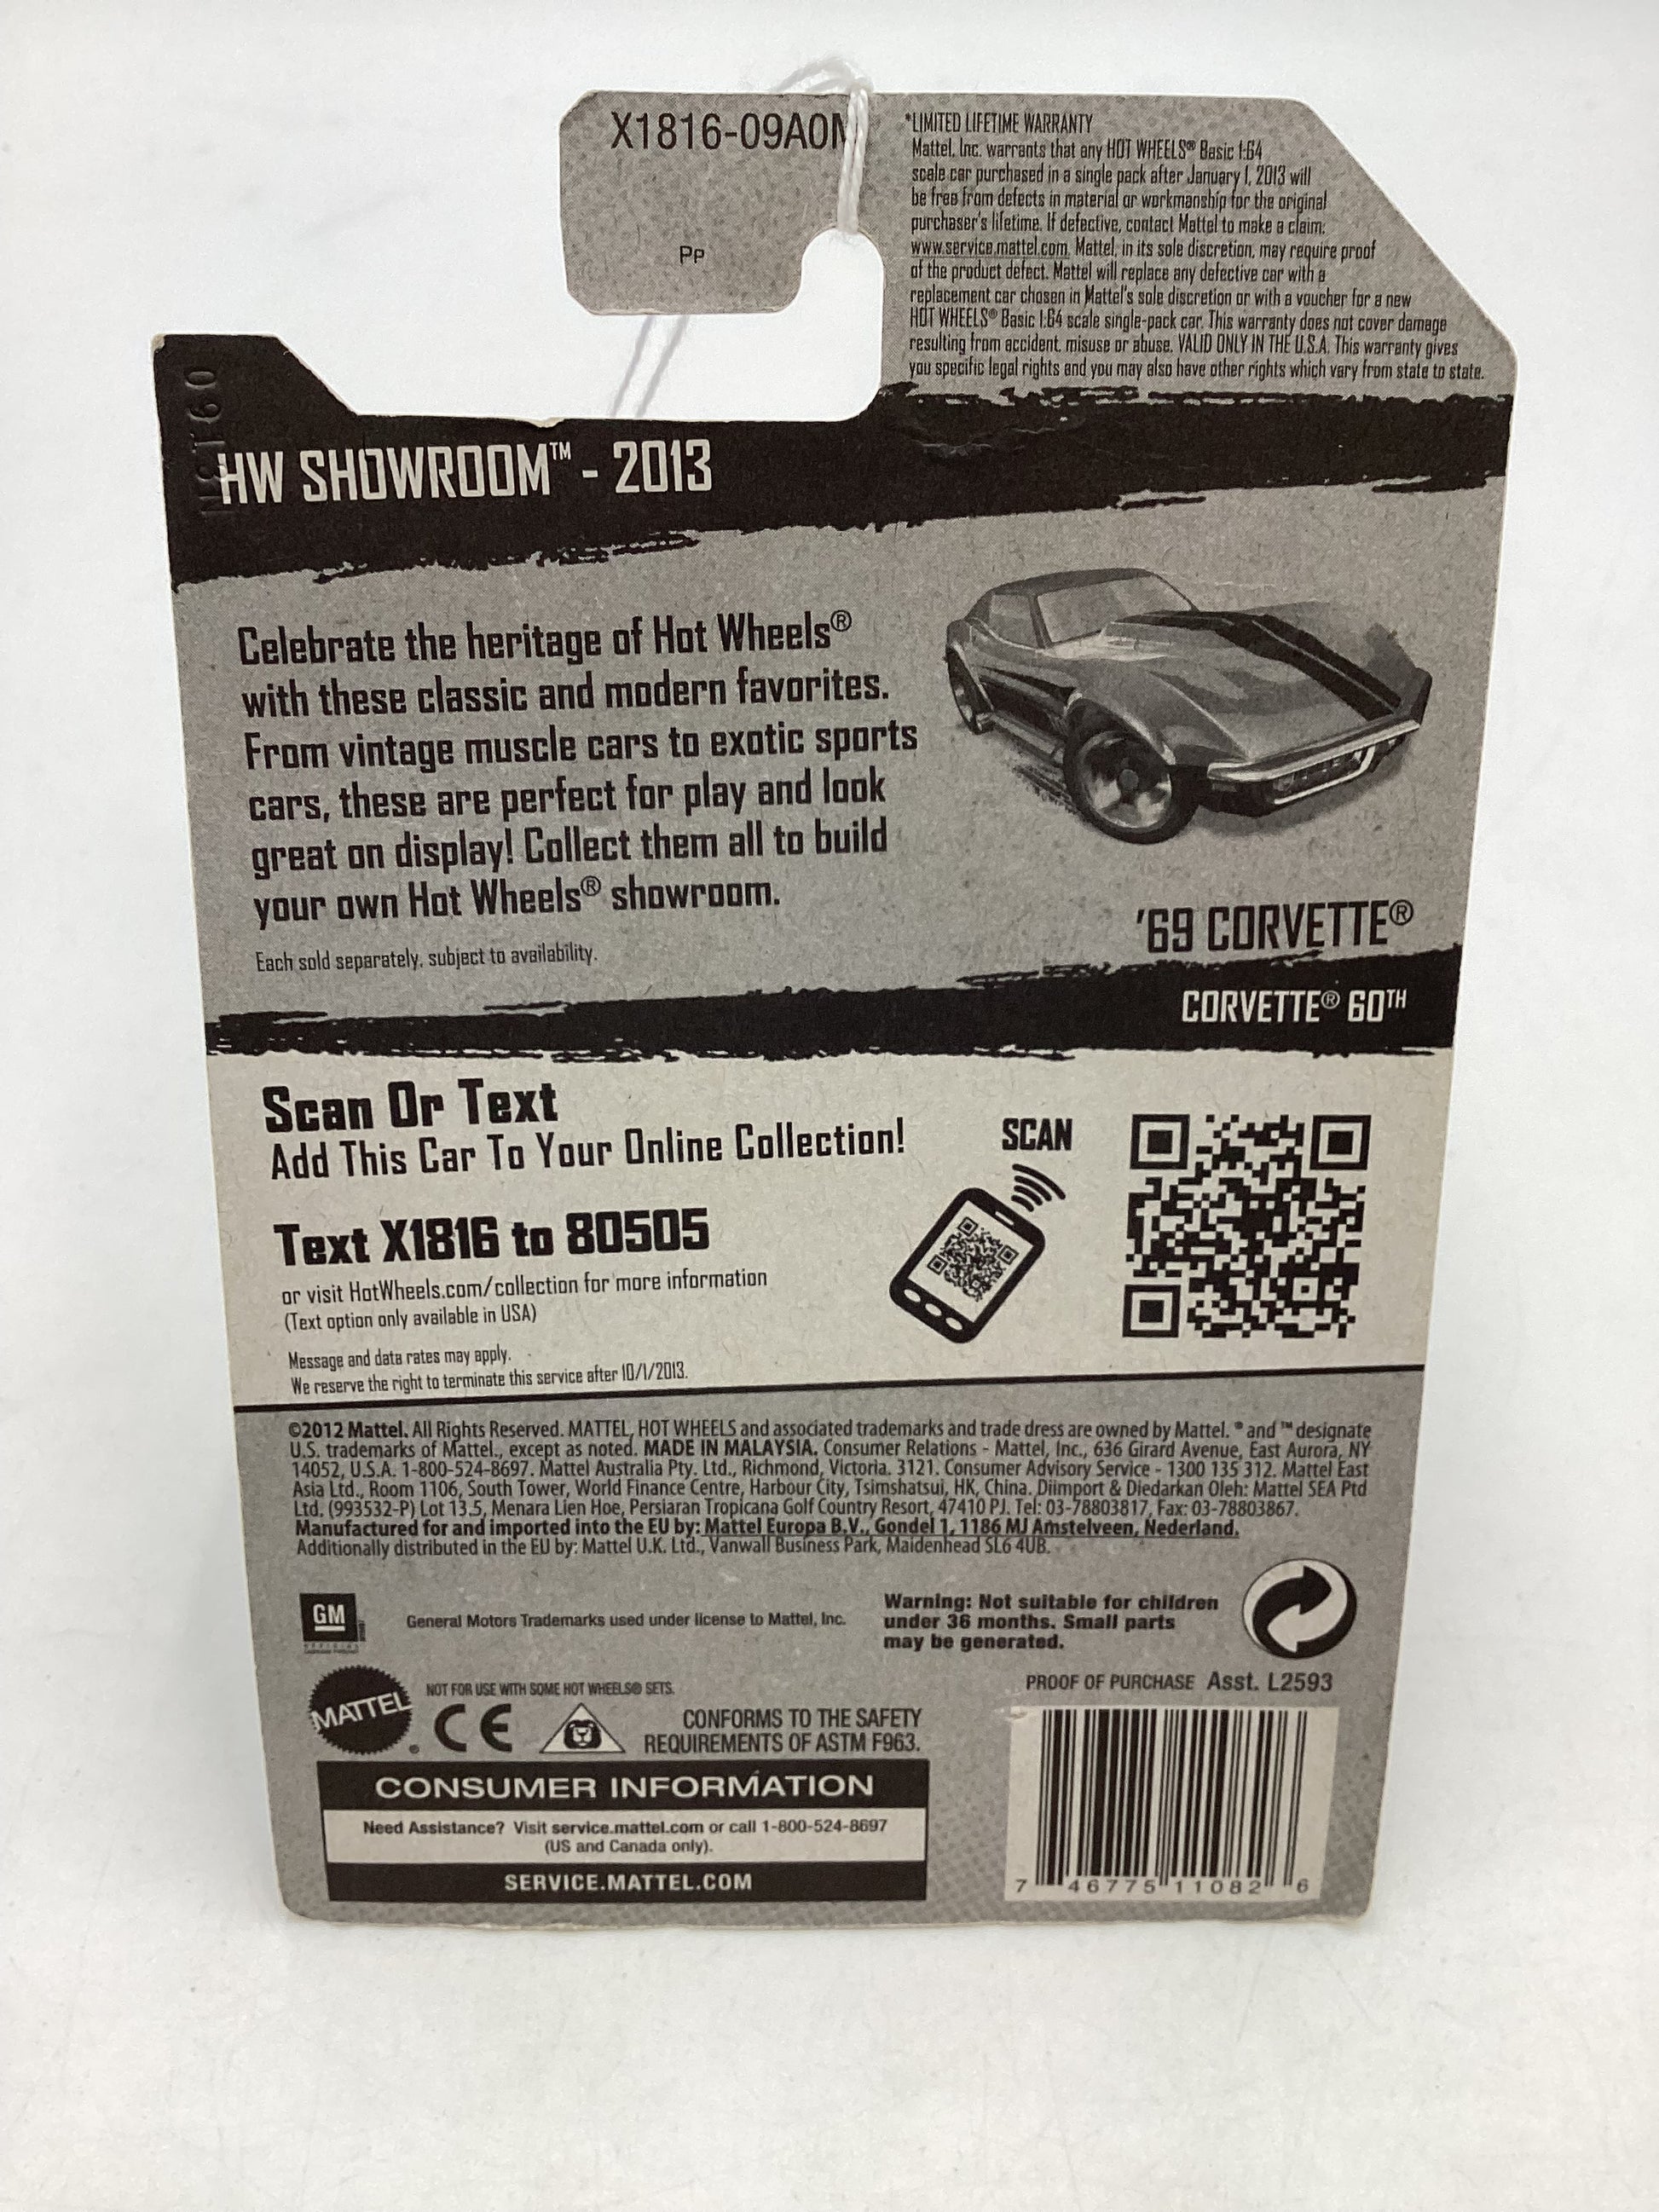 X1816-09A0
Pp
*LIMITED LIFETIME WARRANTY
Mattel, Inc. warrants that any HOT WHEELS® Basic 1:64
scale car purchased in a single pack after January 1, 2013 will
be free from defects in material or workmanship for the original
purchaser's lifetime. If defective, contact Mattel to make a claim:
www.service.mattel.com. Mattel, in its sole discretion, may require proof
of the product defect. Mattel will replace any defective car with a
replacement car chosen in Mattel's sole discretion or with a voucher for a new
HOT WHEELS® Basic 1:64 scale single-pack car. This warranty does not cover damage
resulting from accident, misuse or abuse. VALID ONLY IN THE U.S.A. This warranty gives
you specific legal rights and you may also have other rights which vary from state to state.
HW SHOWROOM™ - 2013
Celebrate the heritage of Hot Wheels®
with these classic and modern favorites.
From vintage muscle cars to exotic sports
cars, these are perfect for play and look
great on display! Collect them all to build
your own Hot Wheels® showroom.
Each sold separately, subject to availability.
'69 CORVETTE®
CORVETTE® 60TH
Scan Or Text
Add This Car To Your Online Collection!
Text X1816 to 80505
or visit HotWheels.com/collection for more information
(Text option only available in USA)
Message and data rates may apply.
We reserve the right to terminate this service after 10/1/2013.
SCAN
©2012 Mattel. All Rights Reserved. MATTEL, HOT WHEELS and associated trademarks and trade dress are owned by Mattel. ® and ™ designate
U.S. trademarks of Mattel., except as noted. MADE IN MALAYSIA. Consumer Relations - Mattel, Inc., 636 Girard Avenue, East Aurora, NY
14052, U.S.A. 1-800-524-8697. Mattel Australia Pty. Ltd., Richmond, Victoria. 3121. Consumer Advisory Service - 1300 135 312. Mattel East
Asia Ltd., Room 1106, South Tower, World Finance Centre, Harbour City, Tsimshatsui, HK, China. Diimport & Diedarkan Oleh: Mattel SEA Ptd
Ltd. (993532-P) Lot 13.5, Menara Lien Hoe, Persiaran Tropicana Golf Country Resort, 47410 PJ. Tel: 03-78803817, Fax: 03-78803867.
Manufactured for and imported into the EU by: Mattel Europa B.V., Gondel 1, 1186 MJ Amstelveen, Nederland.
Additionally distributed in the EU by: Mattel U.K. Ltd., Vanwall Business Park, Maidenhead SL6 4UB.
GM
General Motors Trademarks used under license to Mattel, Inc.
Warning: Not suitable for children
under 36 months. Small parts
may be generated.
MATTEL
NOT FOR USE WITH SOME HOT WHEELS® SETS.
CE
CONFORMS TO THE SAFETY
REQUIREMENTS OF ASTM F963.
PROOF OF PURCHASE Asst. L2593
CONSUMER INFORMATION
Need Assistance? Visit service.mattel.com or call 1-800-524-8697
(US and Canada only).
SERVICE.MATTEL.COM
7 46775 11082 6